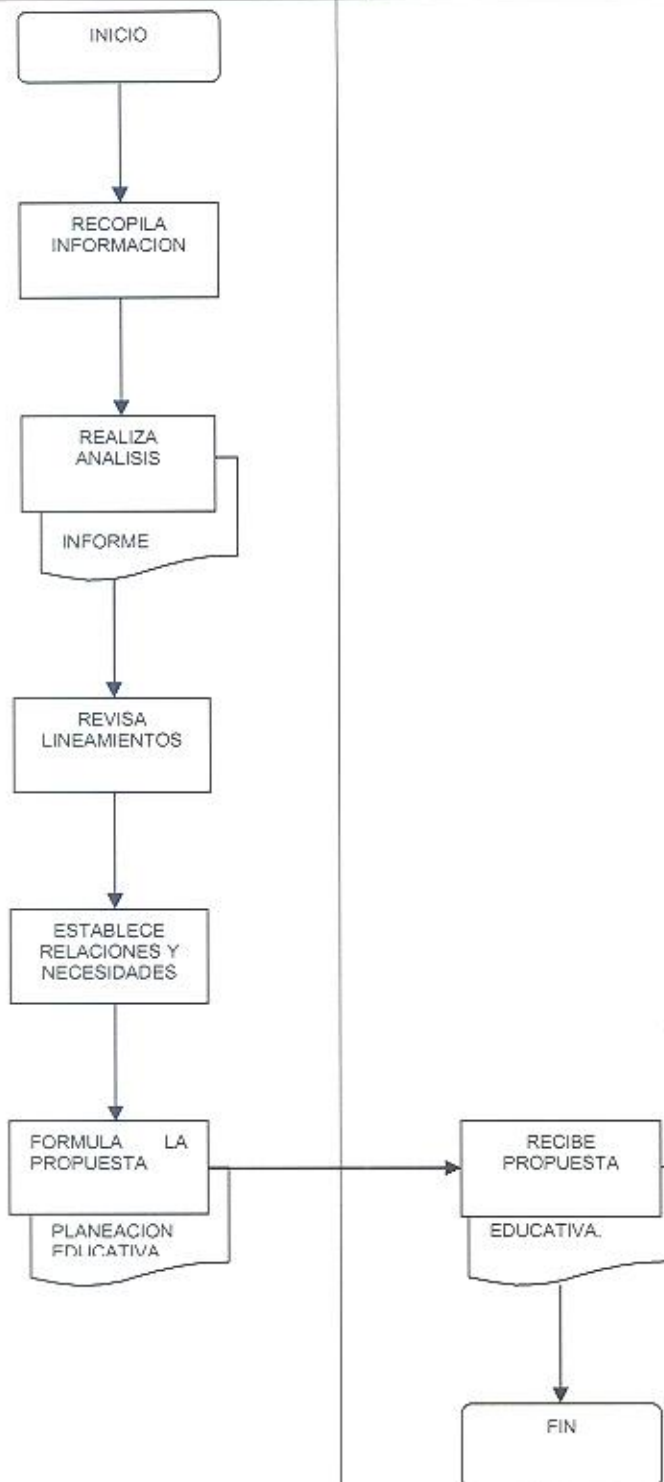 INICIO
RECOPILA
INFORMACION
REALIZA
ANALISIS
INFORME
REVISA
LINEAMIENTOS
ESTABLECE
RELACIONES Y
NECESIDADES
FORMULA LA
PROPUESTA
PLANEACION
EDUCATIVA
RECIBE
PROPUESTA
EDUCATIVA.
FIN